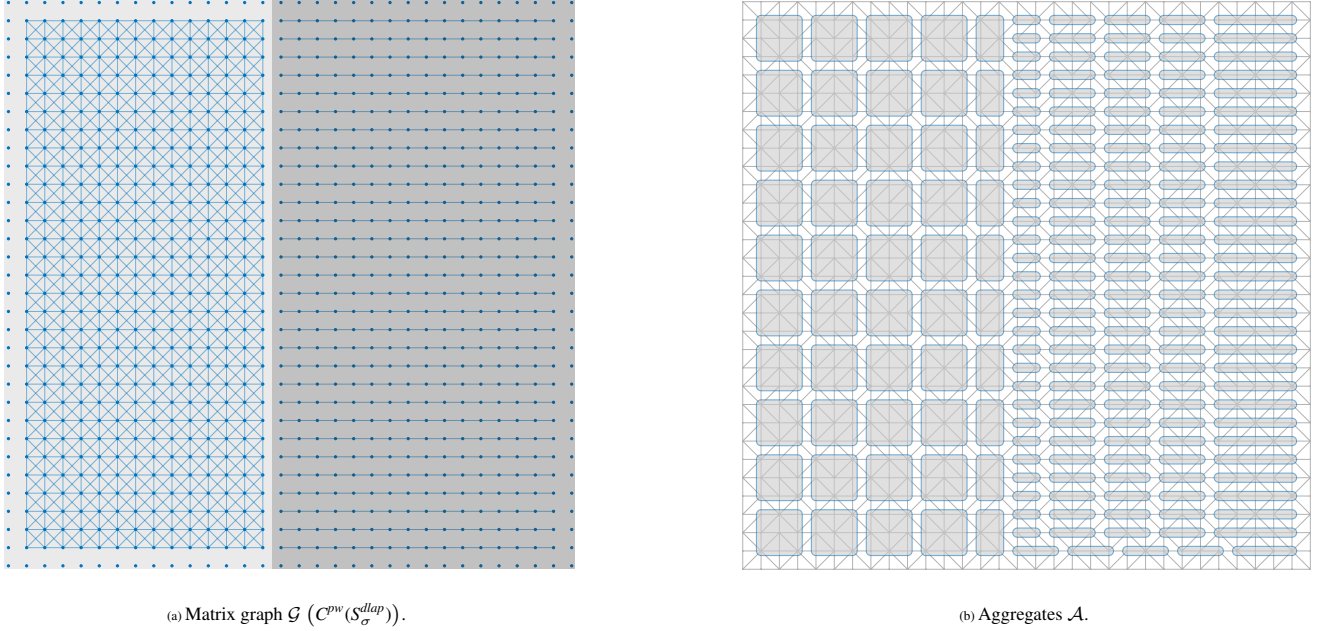 (a) Matrix graph 𝒢 (C^{pw}(S_σ^{dlap})).
(b) Aggregates 𝒜.